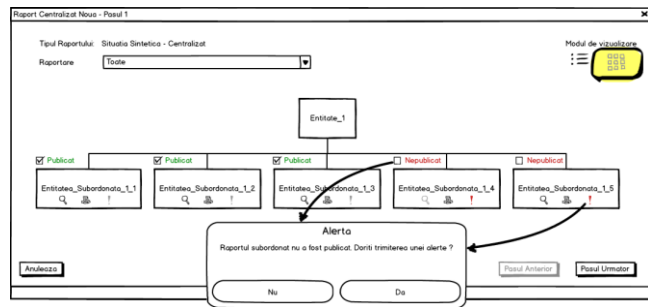 Raport Centralizat Noua - Pasul 1
Tipul Raportului: Situatia Sintetica - Centralizat
Modul de vizualizare
Raportare Toate
Entitate_1
Publicat Publicat Publicat Nepublicat Nepublicat
Entitatea_Subordonata_1_1 Entitatea_Subordonata_1_2 Entitatea_Subordonata_1_3 Entitatea_Subordonata_1_4 Entitatea_Subordonata_1_5
Alerta
Raportul subordonat nu a fost publicat. Doriti trimiterea unei alerte ?
Anuleaza Pasul Anterior Pasul Urmator
Nu Da